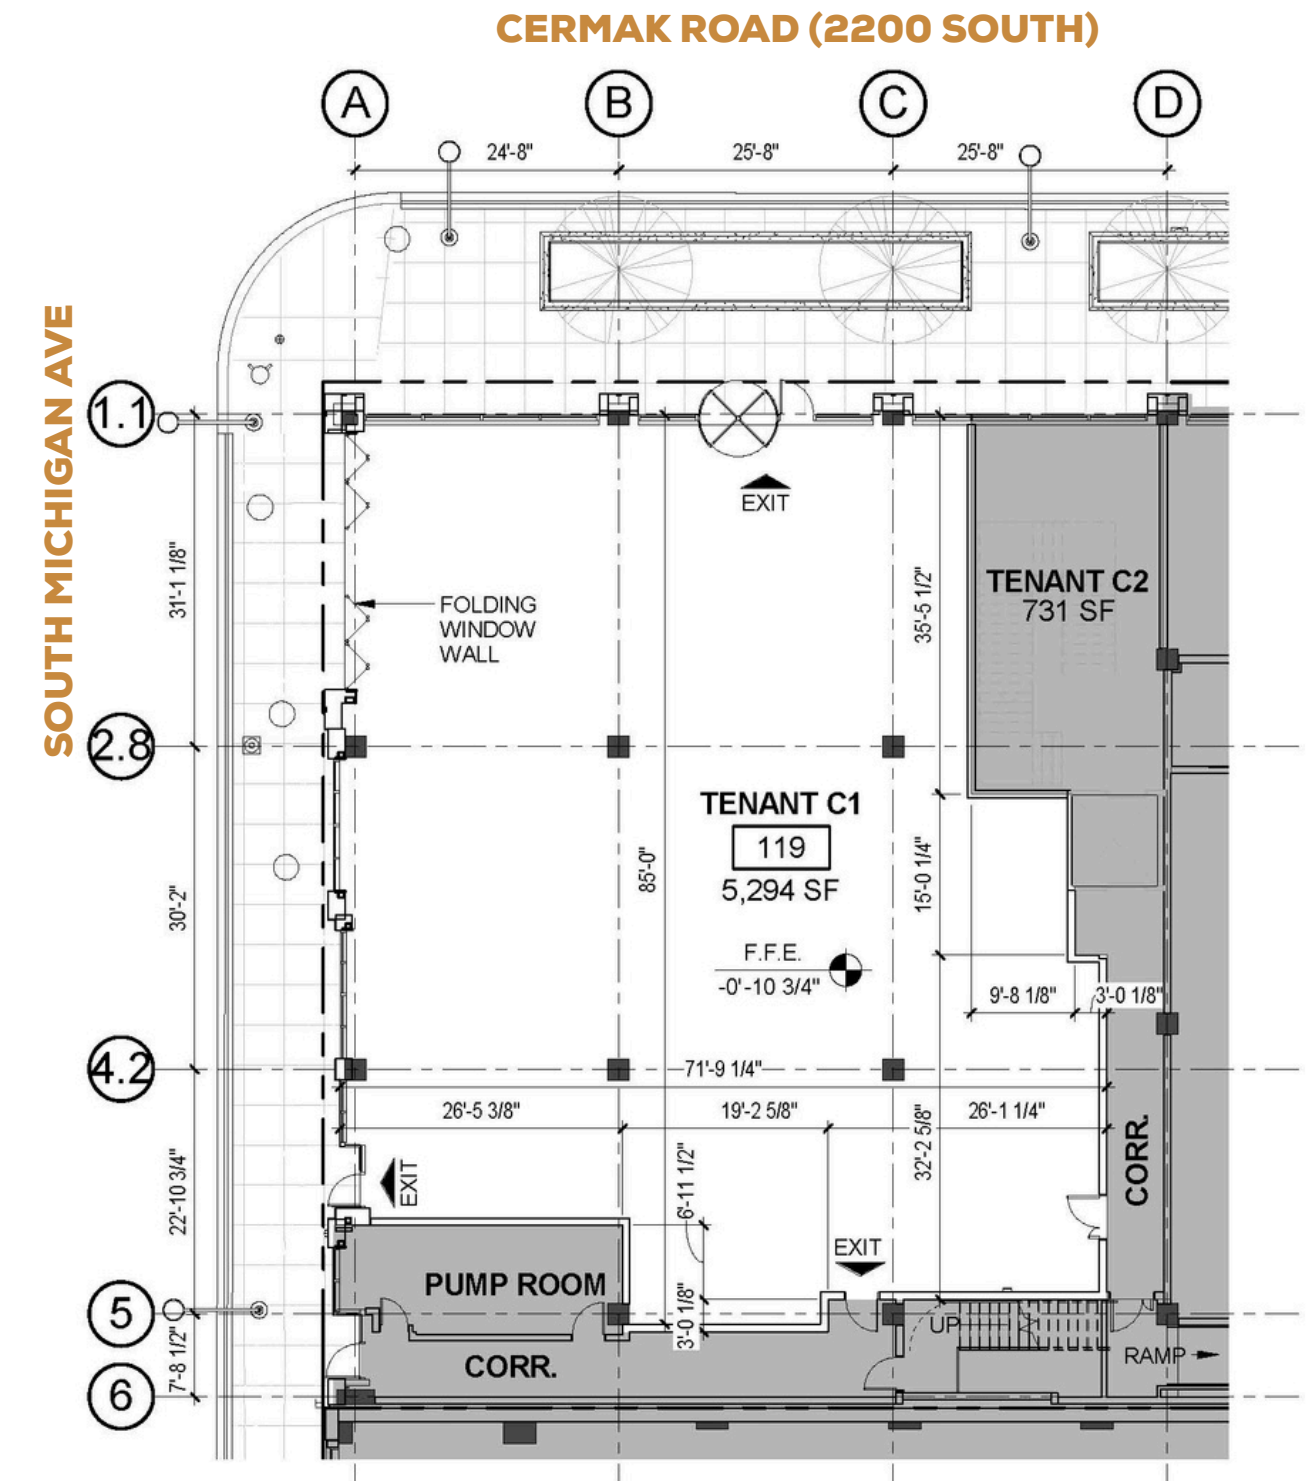 CERMAK ROAD (2200 SOUTH)
A
B
C
D
24'-8"
25'-8"
25'-8"
SOUTH MICHIGAN AVE
1.1
EXIT
31'-1 1/8"
FOLDING
WINDOW
WALL
35'-5 1/2"
TENANT C2
731 SF
2.8
TENANT C1
119
5,294 SF
85'-0"
15'-0 1/4"
30'-2"
F.F.E.
-0'-10 3/4"
9'-8 1/8"
3'-0 1/8"
4.2
71'-9 1/4"
26'-5 3/8"
19'-2 5/8"
26'-1 1/4"
32'-2 5/8"
22'-10 3/4"
EXIT
6'-11 1/2"
CORR.
EXIT
PUMP ROOM
5
3'-0 1/8"
UP
7'-8 1/2"
CORR.
RAMP
6